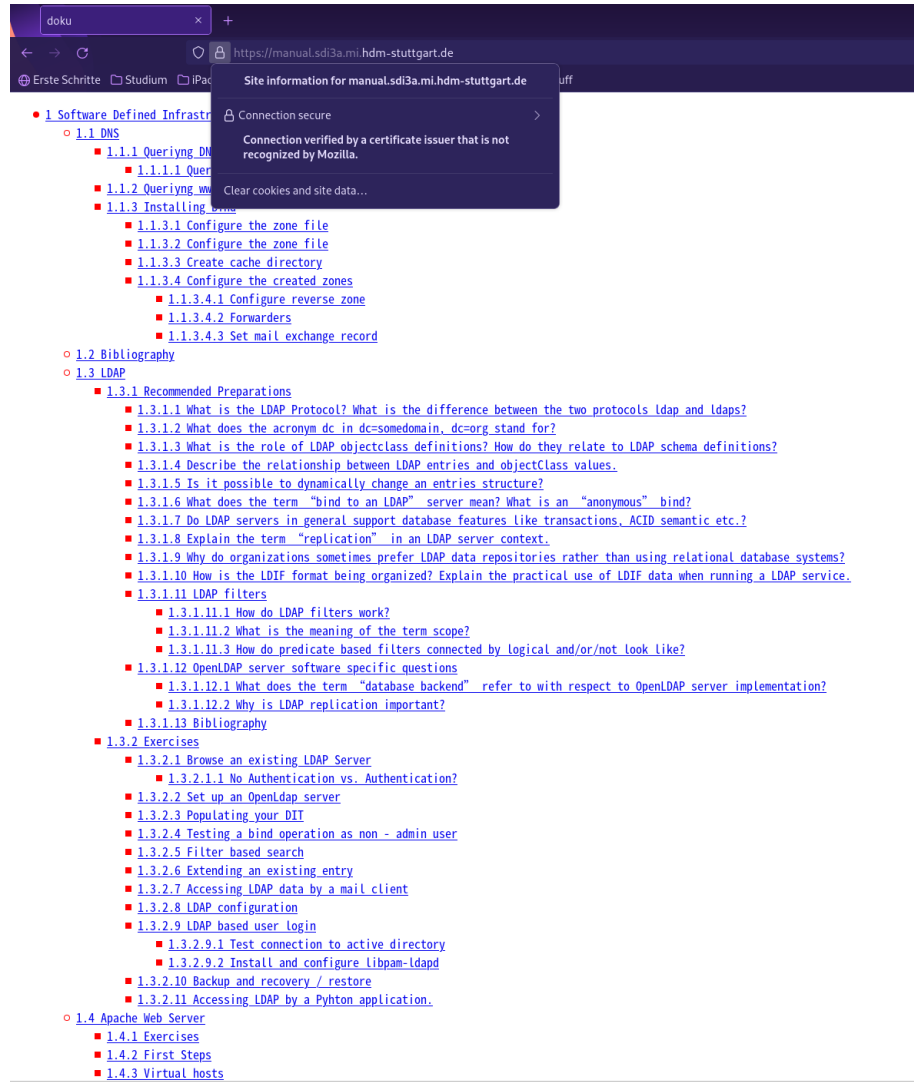 doku
https://manual.sdi3a.mi.hdm-stuttgart.de
Erste Schritte Studium
Site information for manual.sdi3a.mi.hdm-stuttgart.de
Connection secure
Connection verified by a certificate issuer that is not
recognized by Mozilla.
Clear cookies and site data…
1 Software Defined
1.1 DNS
1.1.1 Queriyng
1.1.1.1
1.1.2 Queriyng
1.1.3 Installing bind
1.1.3.1 Configure the zone file
1.1.3.2 Configure the zone file
1.1.3.3 Create cache directory
1.1.3.4 Configure the created zones
1.1.3.4.1 Configure reverse zone
1.1.3.4.2 Forwarders
1.1.3.4.3 Set mail exchange record
1.2 Bibliography
1.3 LDAP
1.3.1 Recommended Preparations
1.3.1.1 What is the LDAP Protocol? What is the difference between the two protocols ldap and ldaps?
1.3.1.2 What does the acronym dc in dc=somedomain, dc=org stand for?
1.3.1.3 What is the role of LDAP objectclass definitions? How do they relate to LDAP schema definitions?
1.3.1.4 Describe the relationship between LDAP entries and objectClass values.
1.3.1.5 Is it possible to dynamically change an entries structure?
1.3.1.6 What does the term “bind to an LDAP” server mean? What is an “anonymous” bind?
1.3.1.7 Do LDAP servers in general support database features like transactions, ACID semantic etc.?
1.3.1.8 Explain the term “replication” in an LDAP server context.
1.3.1.9 Why do organizations sometimes prefer LDAP data repositories rather than using relational database systems?
1.3.1.10 How is the LDIF format being organized? Explain the practical use of LDIF data when running a LDAP service.
1.3.1.11 LDAP filters
1.3.1.11.1 How do LDAP filters work?
1.3.1.11.2 What is the meaning of the term scope?
1.3.1.11.3 How do predicate based filters connected by logical and/or/not look like?
1.3.1.12 OpenLDAP server software specific questions
1.3.1.12.1 What does the term “database backend” refer to with respect to OpenLDAP server implementation?
1.3.1.12.2 Why is LDAP replication important?
1.3.1.13 Bibliography
1.3.2 Exercises
1.3.2.1 Browse an existing LDAP Server
1.3.2.1.1 No Authentication vs. Authentication?
1.3.2.2 Set up an OpenLdap server
1.3.2.3 Populating your DIT
1.3.2.4 Testing a bind operation as non - admin user
1.3.2.5 Filter based search
1.3.2.6 Extending an existing entry
1.3.2.7 Accessing LDAP data by a mail client
1.3.2.8 LDAP configuration
1.3.2.9 LDAP based user login
1.3.2.9.1 Test connection to active directory
1.3.2.9.2 Install and configure libpam-ldapd
1.3.2.10 Backup and recovery / restore
1.3.2.11 Accessing LDAP by a Pyhton application.
1.4 Apache Web Server
1.4.1 Exercises
1.4.2 First Steps
1.4.3 Virtual hosts